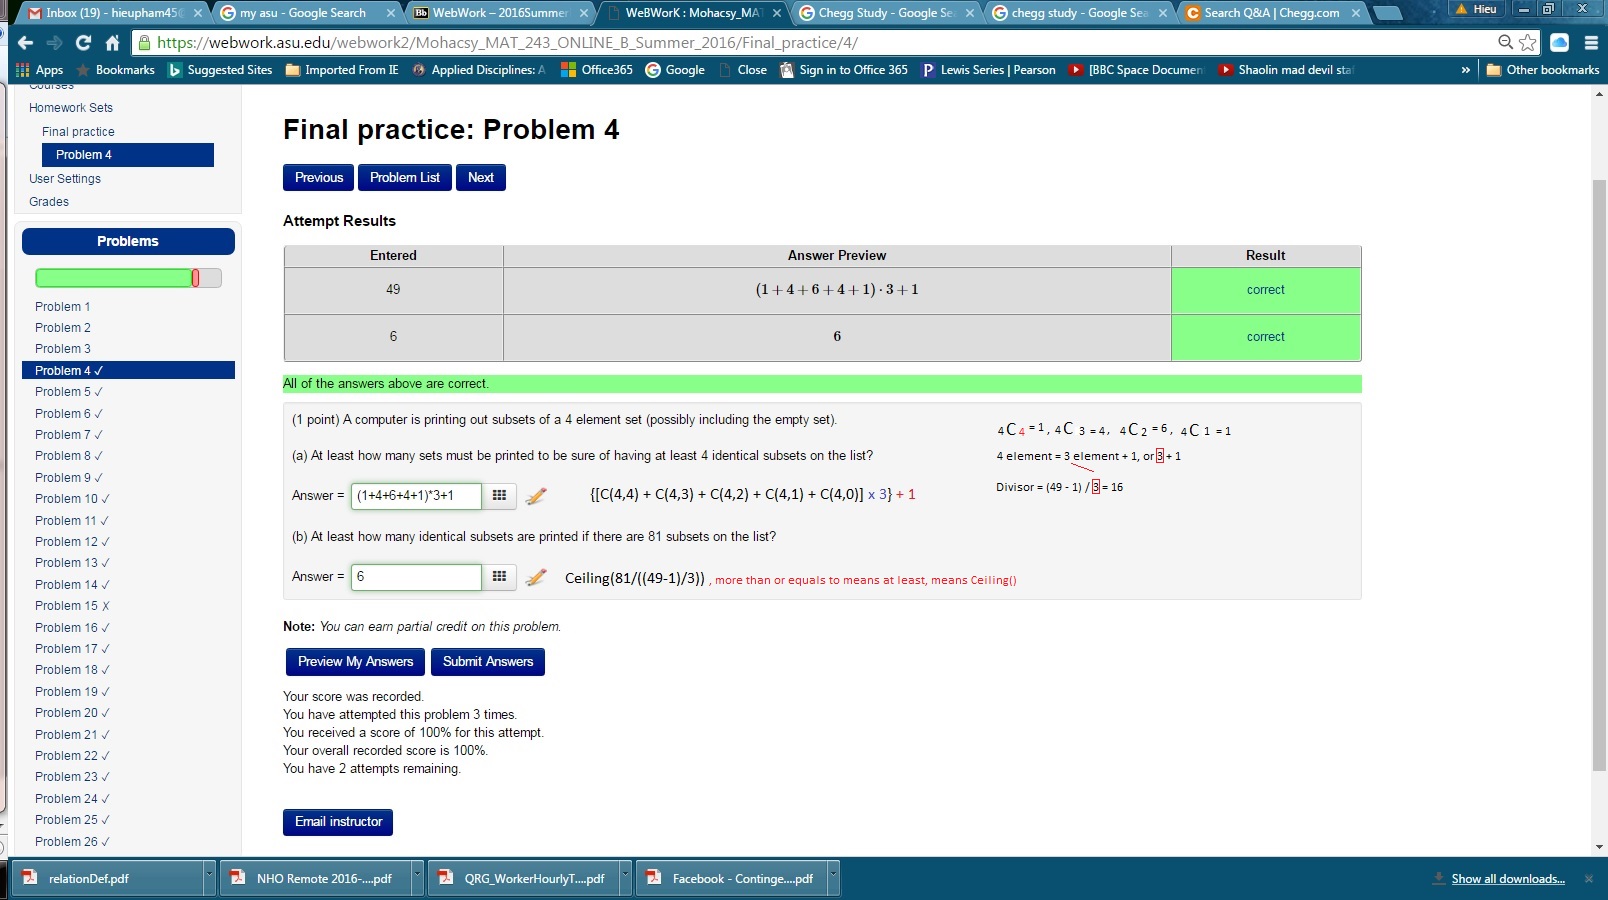 Inbox (19) - hieupham456
my asu - Google Search
WebWork – 2016Summer
WeBWorK : Mohacsy_MAT
Chegg Study - Google Sea
chegg study - Google Sea
Search Q&A | Chegg.com
Hieu
https://webwork.asu.edu/webwork2/Mohacsy_MAT_243_ONLINE_B_Summer_2016/Final_practice/4/
Apps
Bookmarks
Suggested Sites
Imported From IE
Applied Disciplines: A
Office365
Google
Close
Sign in to Office 365
Lewis Series | Pearson
[BBC Space Documen
Shaolin mad devil staf
»
Other bookmarks
Courses
Homework Sets
Final practice
Problem 4
User Settings
Grades
Problems
Problem 1
Problem 2
Problem 3
Problem 4 ✓
Problem 5 ✓
Problem 6 ✓
Problem 7 ✓
Problem 8 ✓
Problem 9 ✓
Problem 10 ✓
Problem 11 ✓
Problem 12 ✓
Problem 13 ✓
Problem 14 ✓
Problem 15 ✗
Problem 16 ✓
Problem 17 ✓
Problem 18 ✓
Problem 19 ✓
Problem 20 ✓
Problem 21 ✓
Problem 22 ✓
Problem 23 ✓
Problem 24 ✓
Problem 25 ✓
Problem 26 ✓
Final practice: Problem 4
Previous
Problem List
Next
Attempt Results
Entered Answer Preview Result
49 (1 + 4 + 6 + 4 + 1) · 3 + 1 correct
6 6 correct
All of the answers above are correct.
(1 point) A computer is printing out subsets of a 4 element set (possibly including the empty set).
4C4 = 1, 4C3 = 4, 4C2 = 6, 4C1 = 1
(a) At least how many sets must be printed to be sure of having at least 4 identical subsets on the list?
4 element = 3 element + 1, or 3 + 1
Divisor = (49 - 1) / 3 = 16
Answer = (1+4+6+4+1)*3+1
{[C(4,4) + C(4,3) + C(4,2) + C(4,1) + C(4,0)] x 3} + 1
(b) At least how many identical subsets are printed if there are 81 subsets on the list?
Answer = 6
Ceiling(81/((49-1)/3)) , more than or equals to means at least, means Ceiling()
Note: You can earn partial credit on this problem.
Preview My Answers
Submit Answers
Your score was recorded.
You have attempted this problem 3 times.
You received a score of 100% for this attempt.
Your overall recorded score is 100%.
You have 2 attempts remaining.
Email instructor
relationDef.pdf
NHO Remote 2016-....pdf
QRG_WorkerHourlyT....pdf
Facebook - Continge....pdf
Show all downloads...